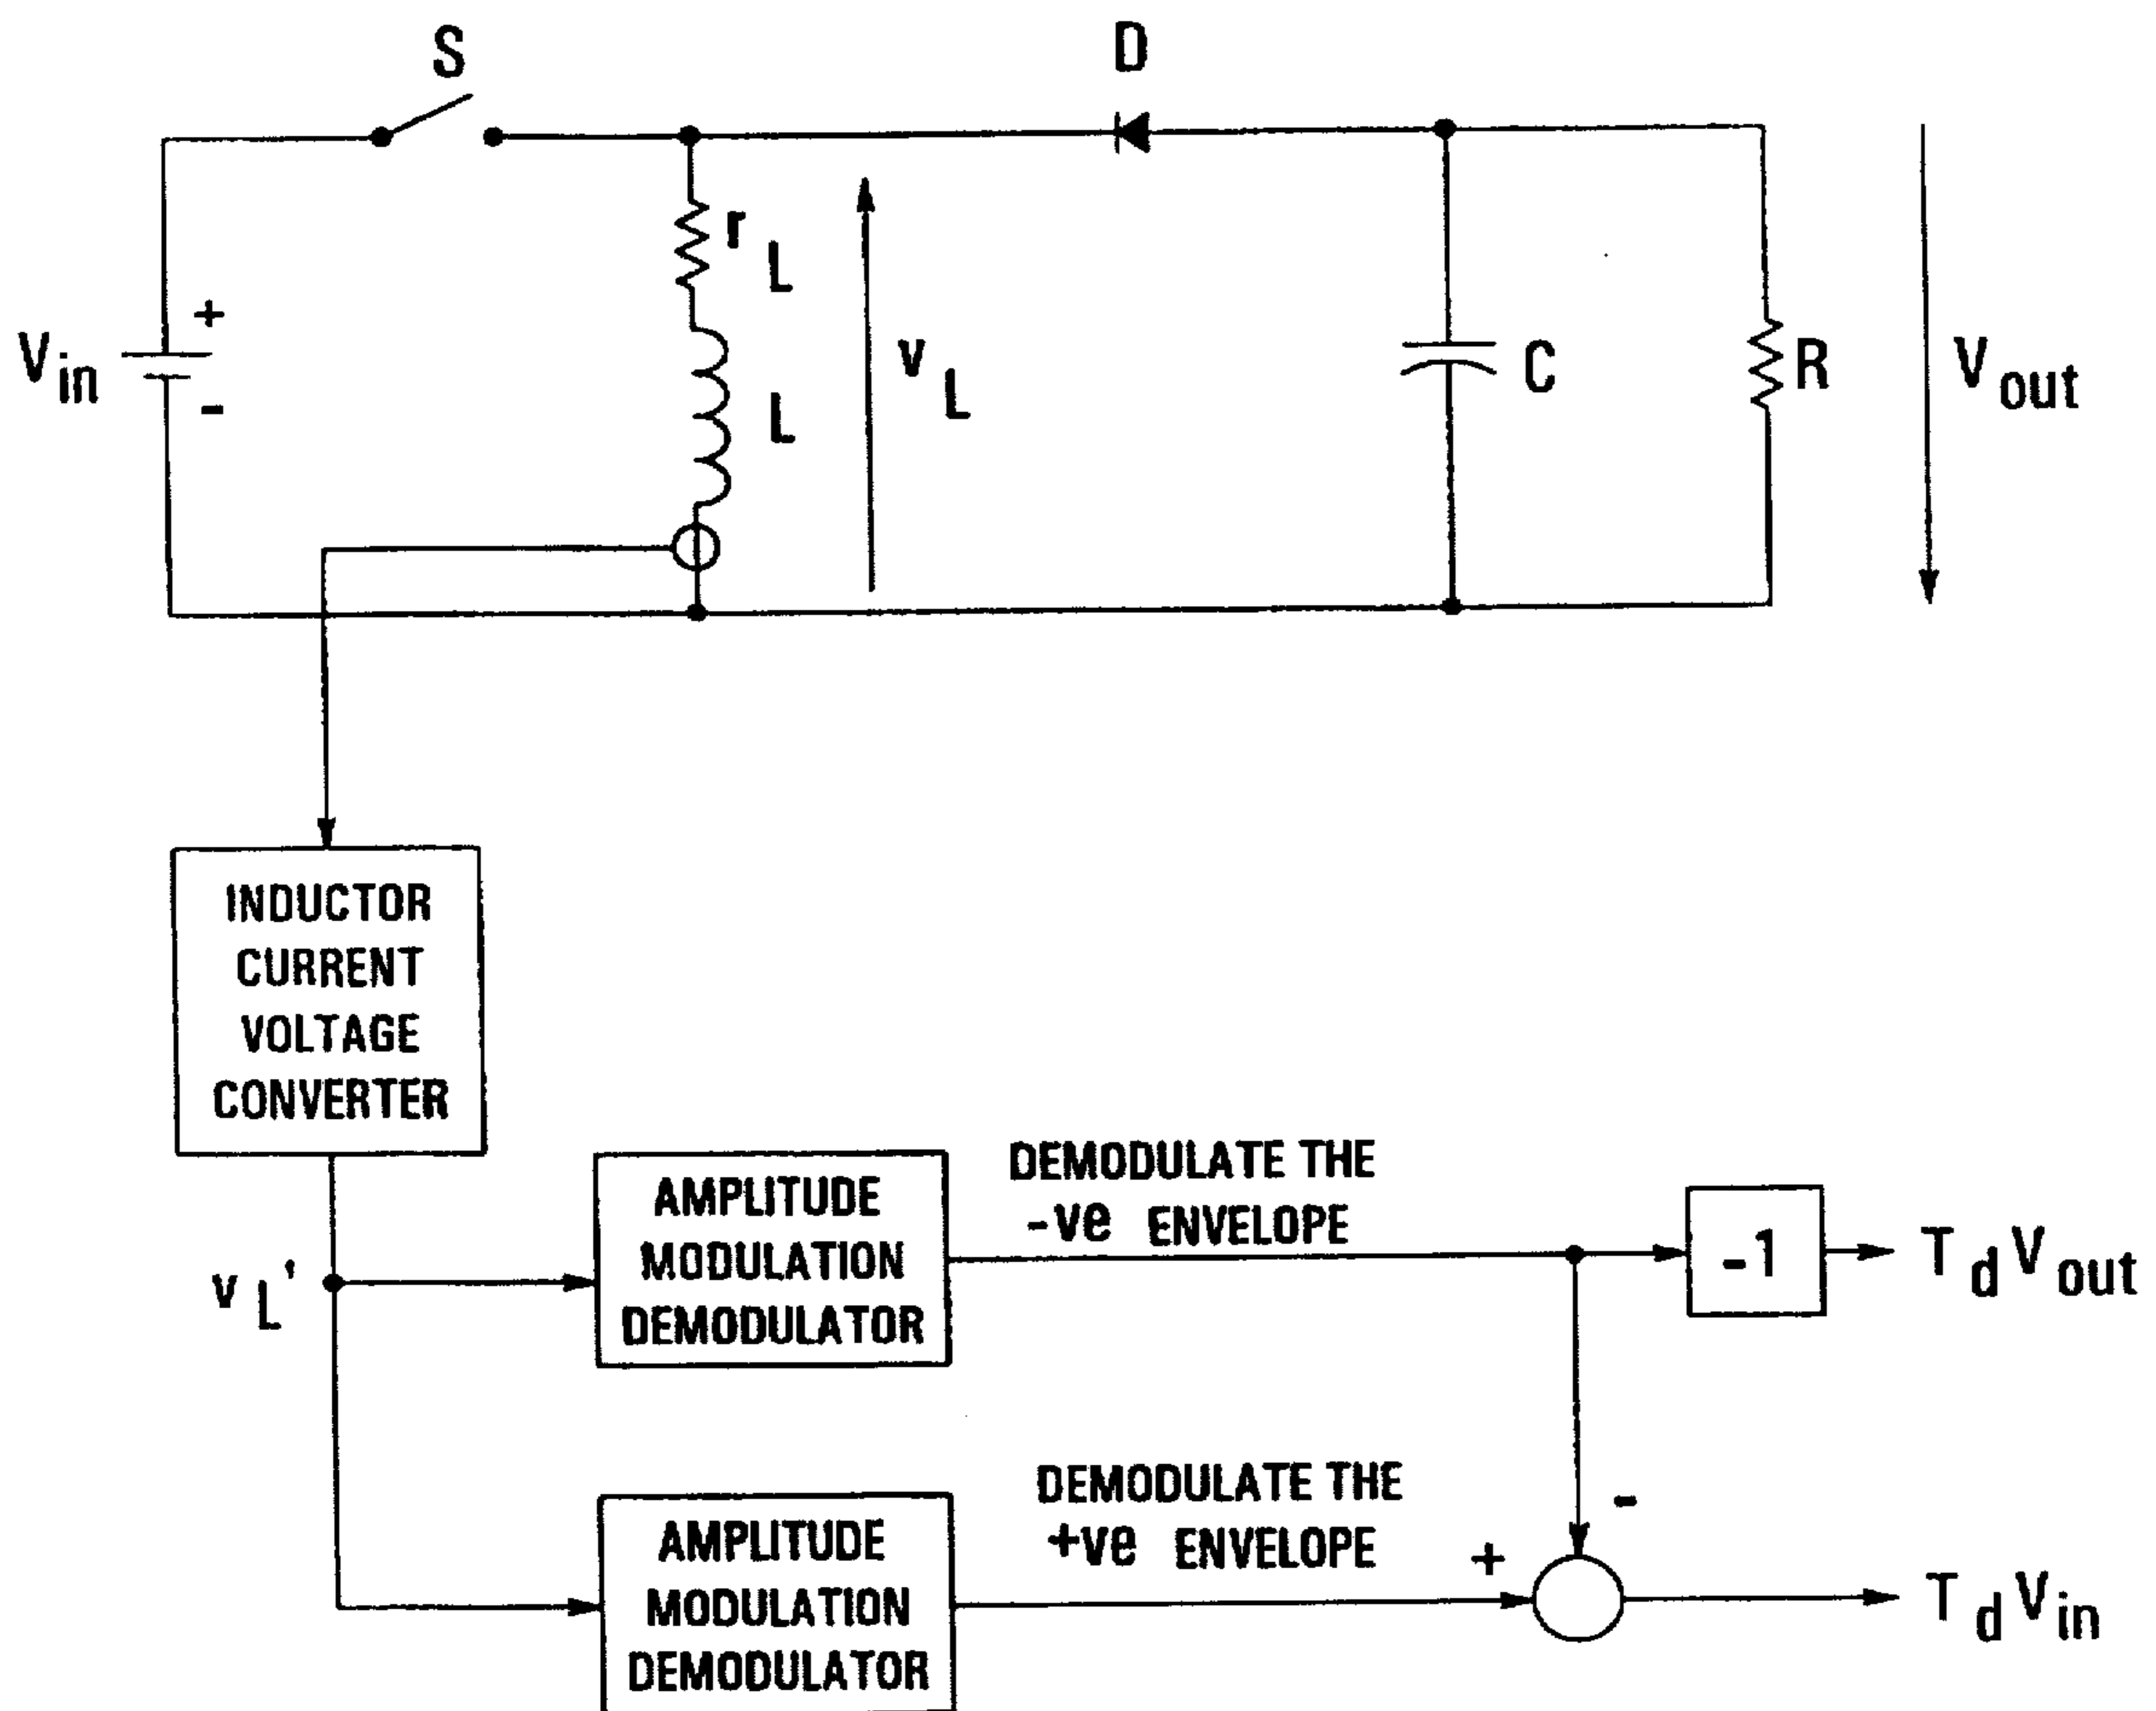 S
D
r
L
+
V in
-
v
L
L
C
R
V out
INDUCTOR
CURRENT
VOLTAGE
CONVERTER
DEMODULATE THE
-ve ENVELOPE
AMPLITUDE
MODULATION
DEMODULATOR
-1
T d V out
v L '
DEMODULATE THE
+ve ENVELOPE
-
+
AMPLITUDE
MODULATION
DEMODULATOR
T d V in